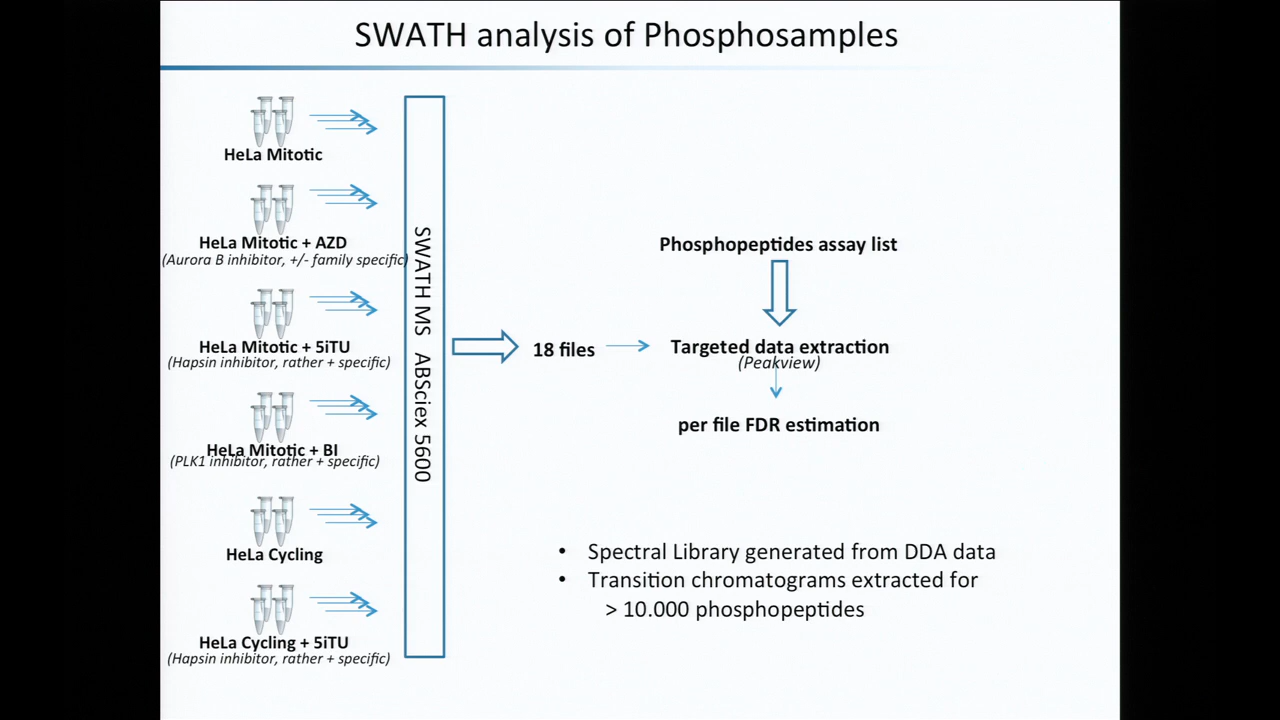 SWATH analysis of Phosphosamples
HeLa Mitotic
HeLa Mitotic + AZD
(Aurora B inhibitor, +/- family specific)
HeLa Mitotic + 5iTU
(Hapsin inhibitor, rather + specific)
HeLa Mitotic + BI
(PLK1 inhibitor, rather + specific)
HeLa Cycling
HeLa Cycling + 5iTU
(Hapsin inhibitor, rather + specific)
SWATH MS ABSciex 5600
18 files
Phosphopeptides assay list
Targeted data extraction
(Peakview)
per file FDR estimation
• Spectral Library generated from DDA data
• Transition chromatograms extracted for
> 10.000 phosphopeptides